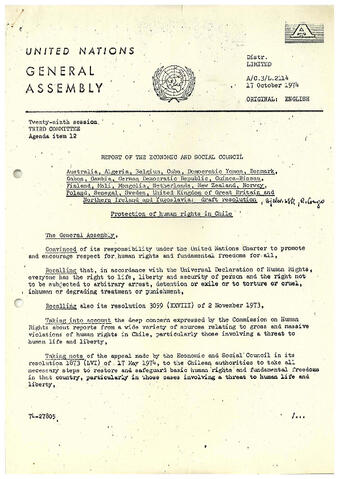 UNITED NATIONS
GENERAL
ASSEMBLY
Distr.
LIMITED
A/C.3/L.2114
17 October 1974
ORIGINAL: ENGLISH
Twenty-ninth session
THIRD COMMITTEE
Agenda item 12
REPORT OF THE ECONOMIC AND SOCIAL COUNCIL
Australia, Algeria, Belgium, Cuba, Democratic Yemen, Denmark,
Gabon, Gambia, German Democratic Republic, Guinea-Bissau,
Finland, Mali, Mongolia, Netherlands, New Zealand, Norway,
Poland, Senegal, Sweden, United Kingdom of Great Britain and
Northern Ireland and Yugoslavia: draft resolution
Protection of human rights in Chile
The General Assembly,
Convinced of its responsibility under the United Nations Charter to promote
and encourage respect for human rights and fundamental freedoms for all,
Recalling that, in accordance with the Universal Declaration of Human Rights,
everyone has the right to life, liberty and security of person and the right not
to be subjected to arbitrary arrest, detention or exile or to torture or cruel,
inhuman or degrading treatment or punishment,
Recalling also its resolution 3059 (XXVIII) of 2 November 1973,
Taking into account the deep concern expressed by the Commission on Human
Rights about reports from a wide variety of sources relating to gross and massive
violations of human rights in Chile, particularly those involving a threat to
human life and liberty,
Taking note of the appeal made by the Economic and Social Council in its
resolution 1873 (LVI) of 17 May 1974, to the Chilean authorities to take all
necessary steps to restore and safeguard basic human rights and fundamental freedoms
in that country, particularly in those cases involving a threat to human life and
liberty,
74-27805
/...